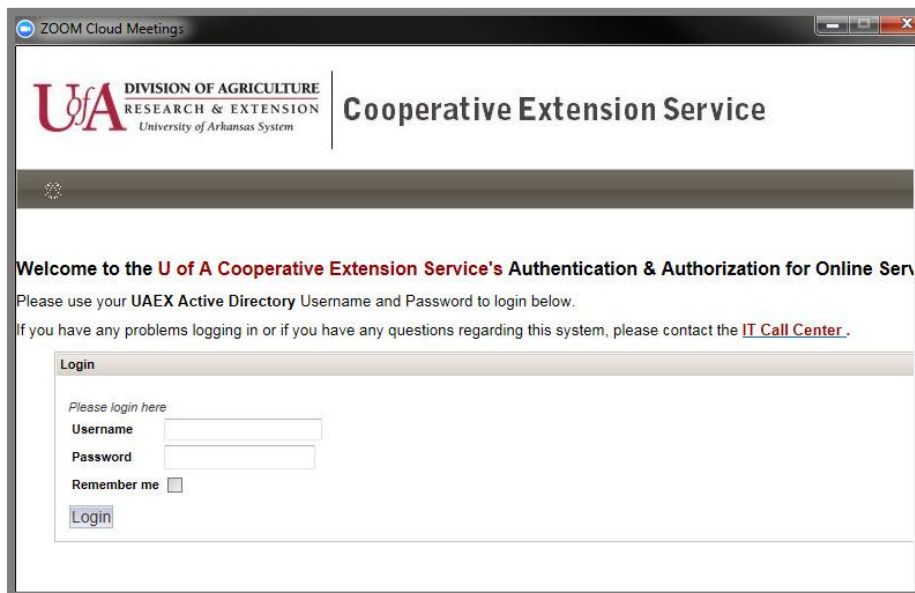 ZOOM Cloud Meetings
UofA
DIVISION OF AGRICULTURE
RESEARCH & EXTENSION
University of Arkansas System
Cooperative Extension Service
Welcome to the U of A Cooperative Extension Service's Authentication & Authorization for Online Serv
Please use your UAEX Active Directory Username and Password to login below.
If you have any problems logging in or if you have any questions regarding this system, please contact the IT Call Center .
Login
Please login here
Username
Password
Remember me
Login